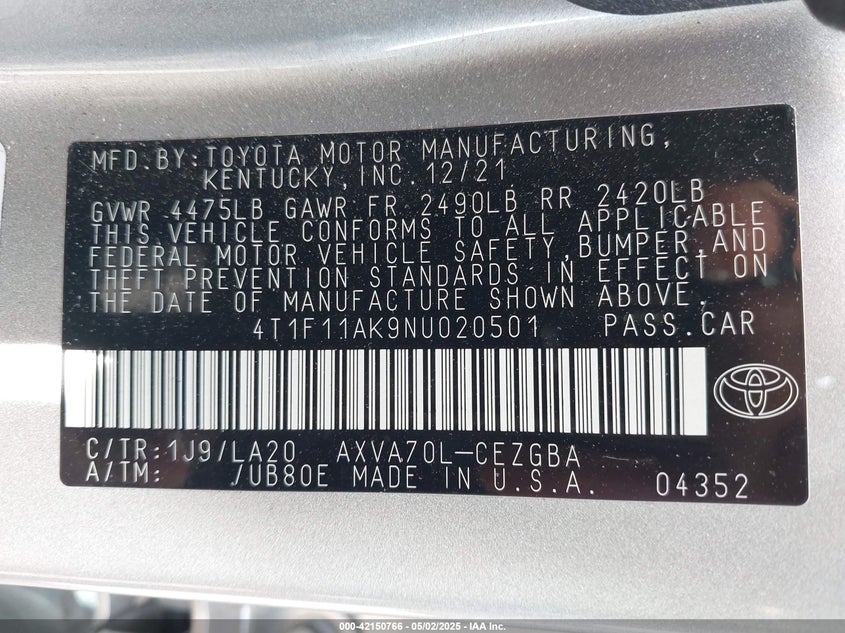 MFD.BY:TOYOTA MOTOR MANUFACTURING,
KENTUCKY,INC.12/21
GVWR 4475LB GAWR FR 2490LB RR 2420LB
THIS VEHICLE CONFORMS TO ALL APPLICABLE
FEDERAL MOTOR VEHICLE SAFETY,BUMPER,AND
THEFT PREVENTION STANDARDS IN EFFECT ON
THE DATE OF MANUFACTURE SHOWN ABOVE.
4T1F11AK9NU020501 PASS.CAR
C/TR:1J9/LA20 AXVA70L-CEZGBA
A/TM: /UB80E MADE IN U.S.A. 04352
000-42150766 - 05/02/2025 - IAA Inc.